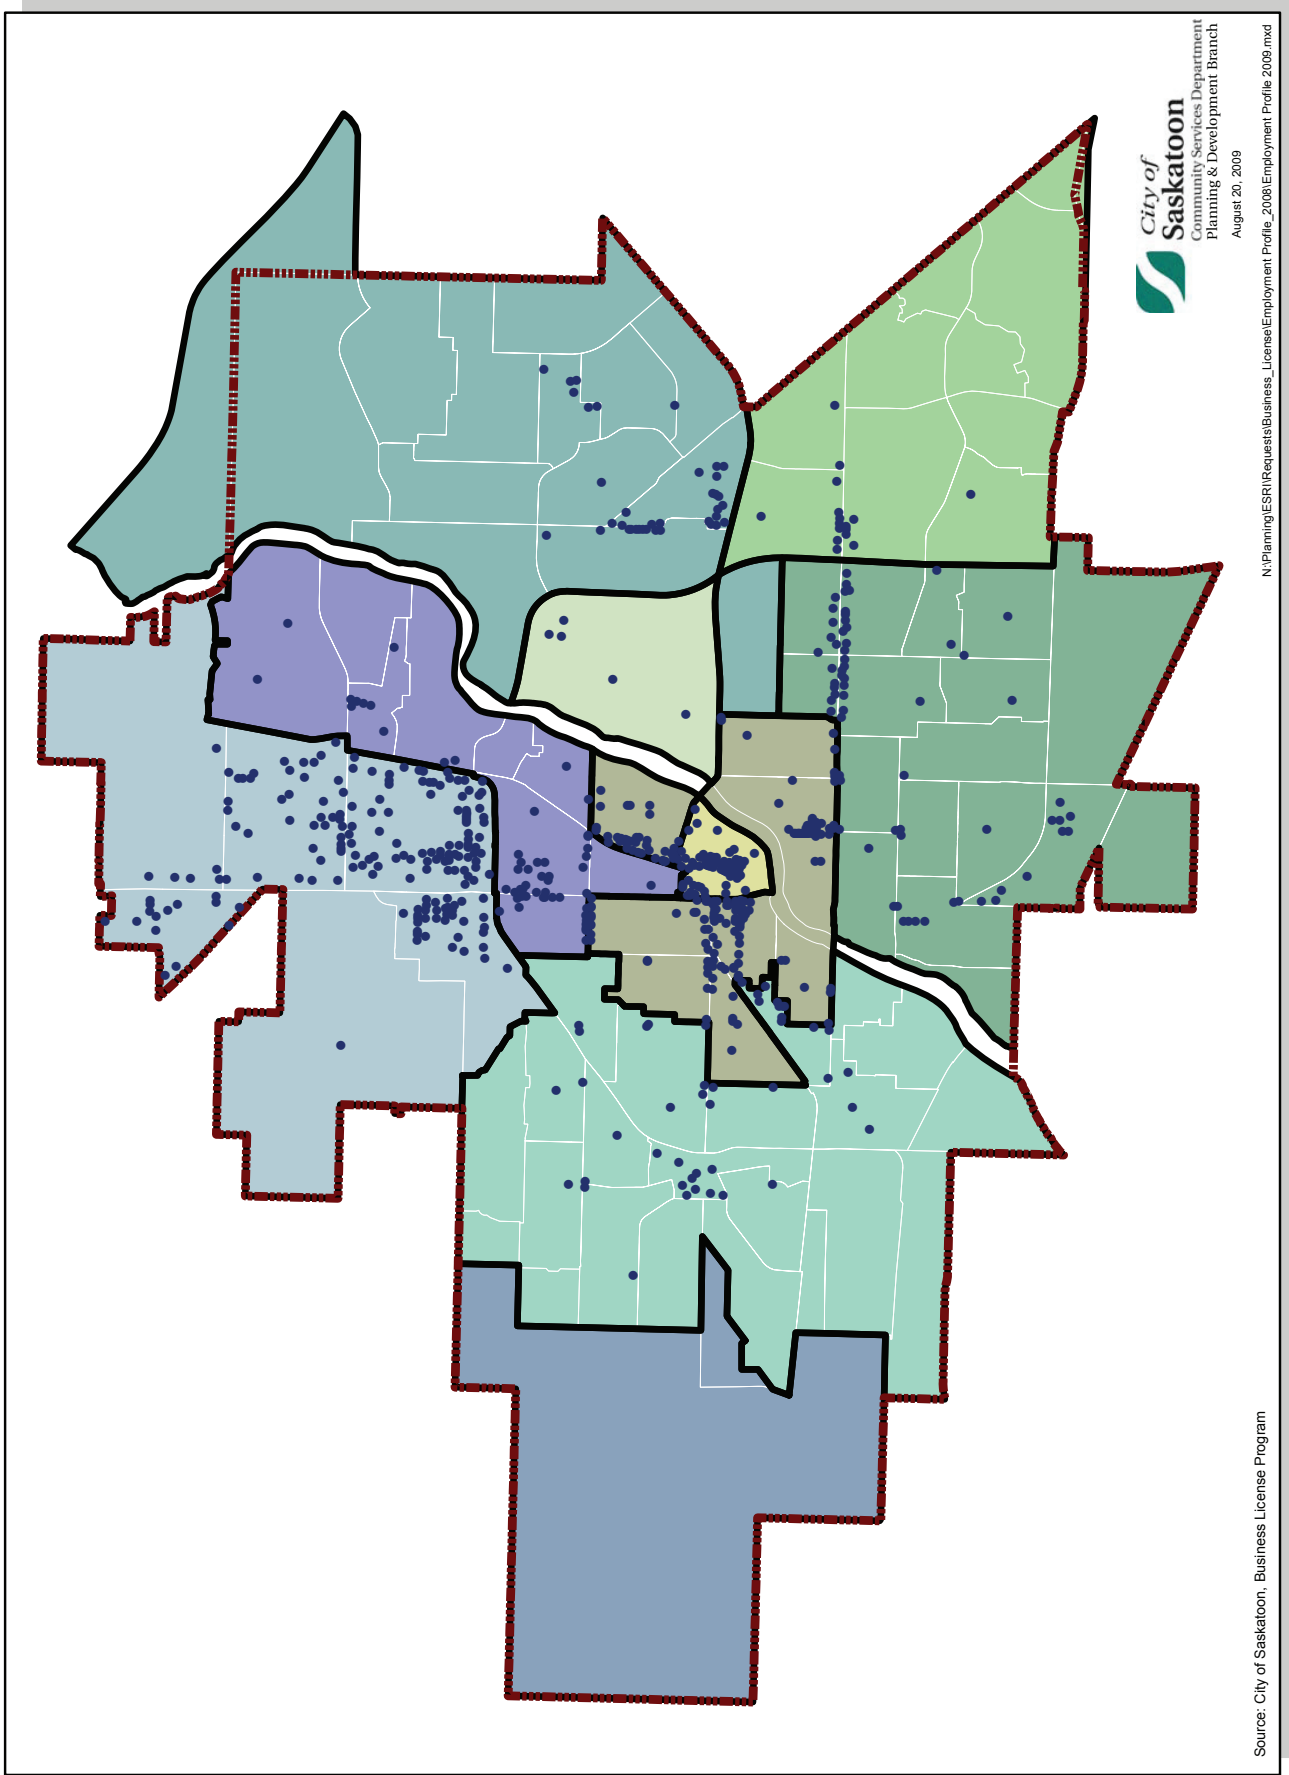 City of
Saskatoon
Community Services Department
Planning & Development Branch
August 20, 2009
N:\Planning\ESRI\Requests\Business_License\Employment Profile_2008\Employment Profile 2009.mxd
Source: City of Saskatoon, Business License Program